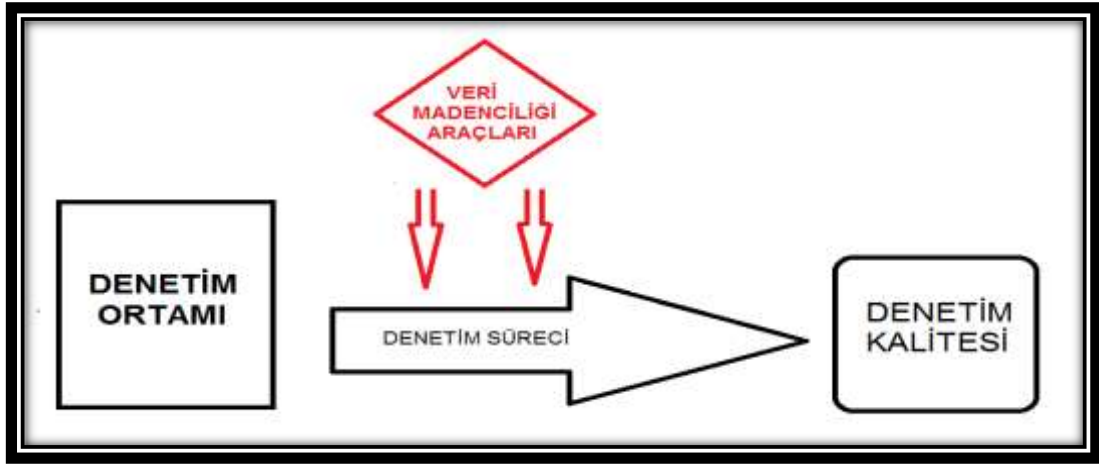 VERİ
MADENCİLİĞİ
ARAÇLARI
DENETİM
ORTAMI
DENETİM SÜRECİ
DENETİM
KALİTESİ